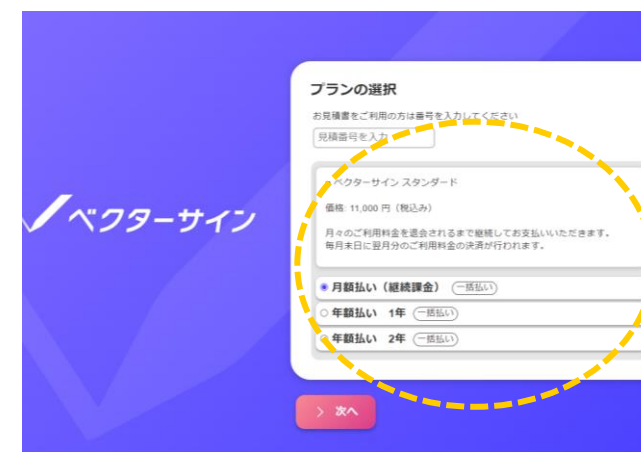 プランの選択
お見積書をご利用の方は番号を入力してください
見積番号を入力
ベクターサイン スタンダード
価格: 11,000 円（税込み）
月々のご利用料金を退会されるまで継続してお支払いいただきます。
毎月末日に翌月分のご利用料金の決済が行われます。
ベクターサイン
月額払い（継続課金） 一括払い
年額払い 1年 一括払い
年額払い 2年 一括払い
> 次へ